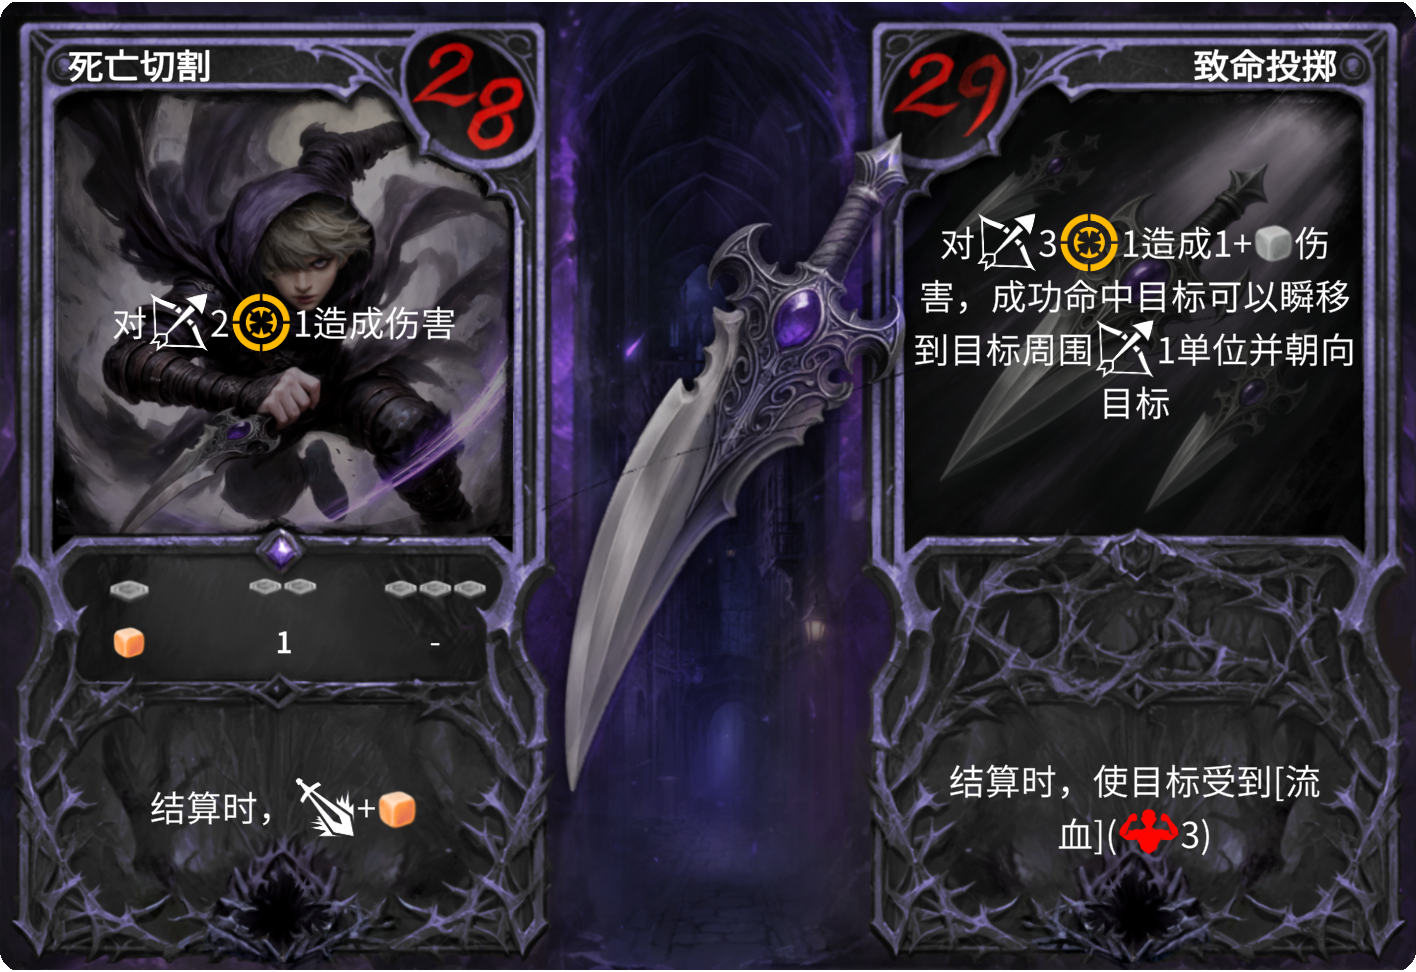 死亡切割
28
对2 1造成伤害
1 -
结算时， +
29
致命投掷
对3 1造成1+伤
害，成功命中目标可以瞬移
到目标周围1单位并朝向
目标
结算时，使目标受到[流
血](3)